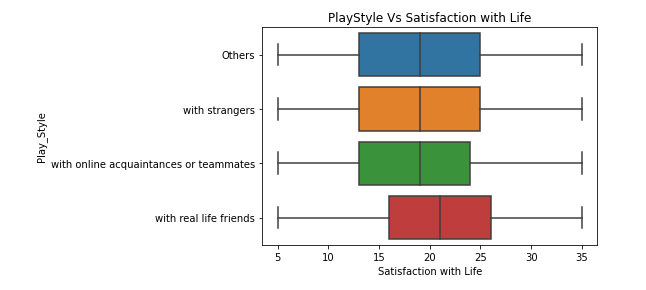 PlayStyle Vs Satisfaction with Life
Others
with strangers
with online acquaintances or teammates
with real life friends
Play_Style
5 10 15 20 25 30 35
Satisfaction with Life